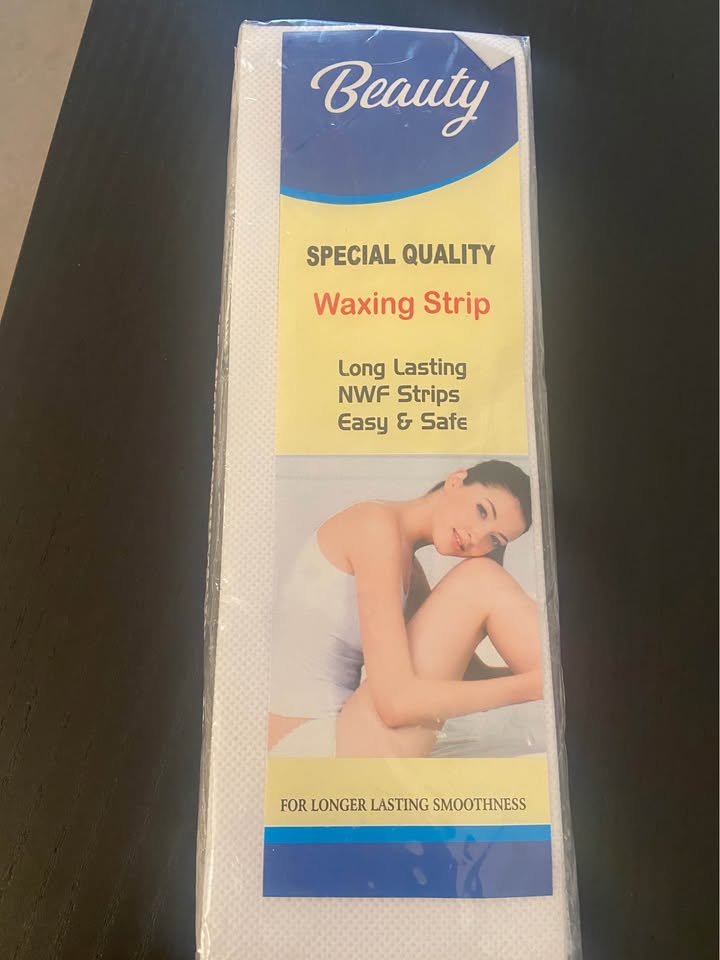 Beauty
SPECIAL QUALITY
Waxing Strip
Long Lasting
NWF Strips
Easy & Safe
FOR LONGER LASTING SMOOTHNESS